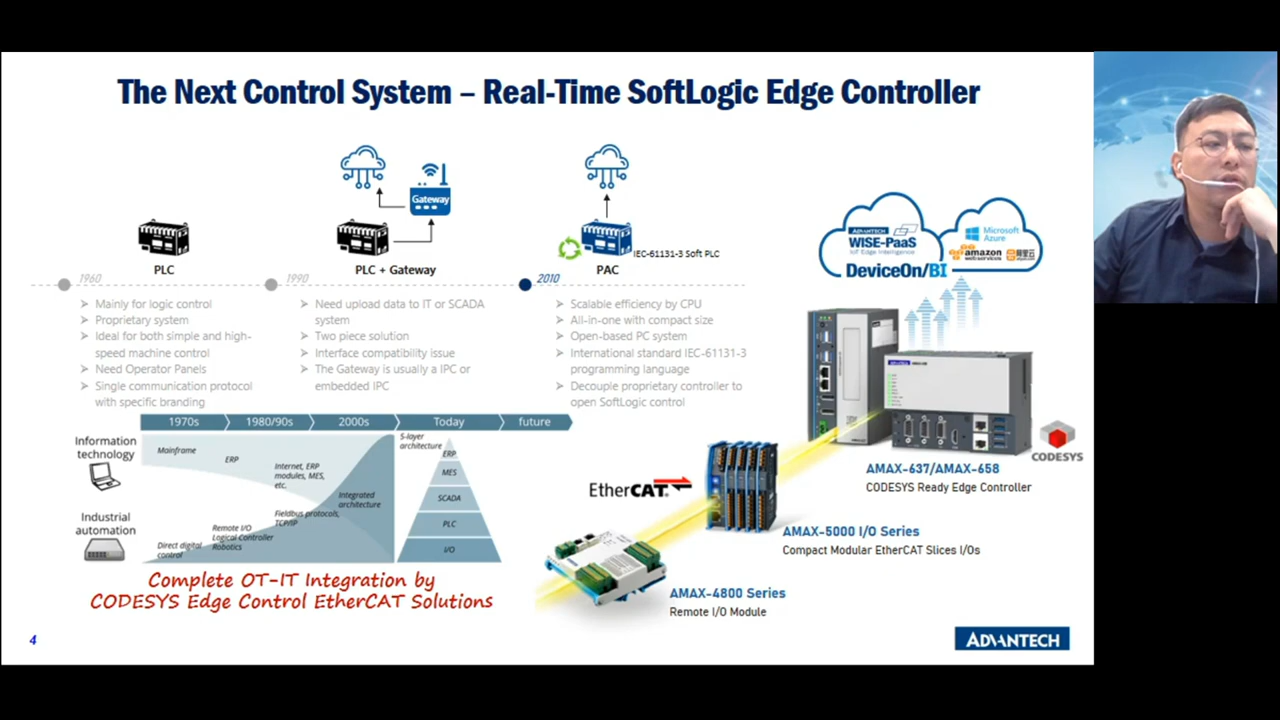 The Next Control System – Real-Time SoftLogic Edge Controller
Gateway
IEC-61131-3 Soft PLC
PLC
PLC + Gateway
PAC
1960
1990
2010
Mainly for logic control
Proprietary system
Ideal for both simple and high-
speed machine control
Need Operator Panels
Single communication protocol
with specific branding
Need upload data to IT or SCADA
system
Two piece solution
Interface compatibility issue
The Gateway is usually a IPC or
embedded IPC
Scalable efficiency by CPU
All-in-one with compact size
Open-based PC system
International standard IEC-61131-3
programming language
Decouple proprietary controller to
open SoftLogic control
ADVANTECH
WISE-PaaS
IoT Edge Intelligence
DeviceOn/BI
Microsoft
Azure
amazon
webservices
阿里云
1970s
1980/90s
2000s
Today
future
Information
technology
Industrial
automation
Mainframe
ERP
Internet, ERP
modules, MES,
etc.
Integrated
architecture
Fieldbus protocols,
TCP/IP
Remote I/O
Logical Controller
Robotics
Direct digital
control
5-layer
architecture
ERP
MES
SCADA
PLC
I/O
Complete OT-IT Integration by
CODESYS Edge Control EtherCAT Solutions
EtherCAT
CODESYS
AMAX-637/AMAX-658
CODESYS Ready Edge Controller
AMAX-5000 I/O Series
Compact Modular EtherCAT Slices I/Os
AMAX-4800 Series
Remote I/O Module
4
ADVANTECH